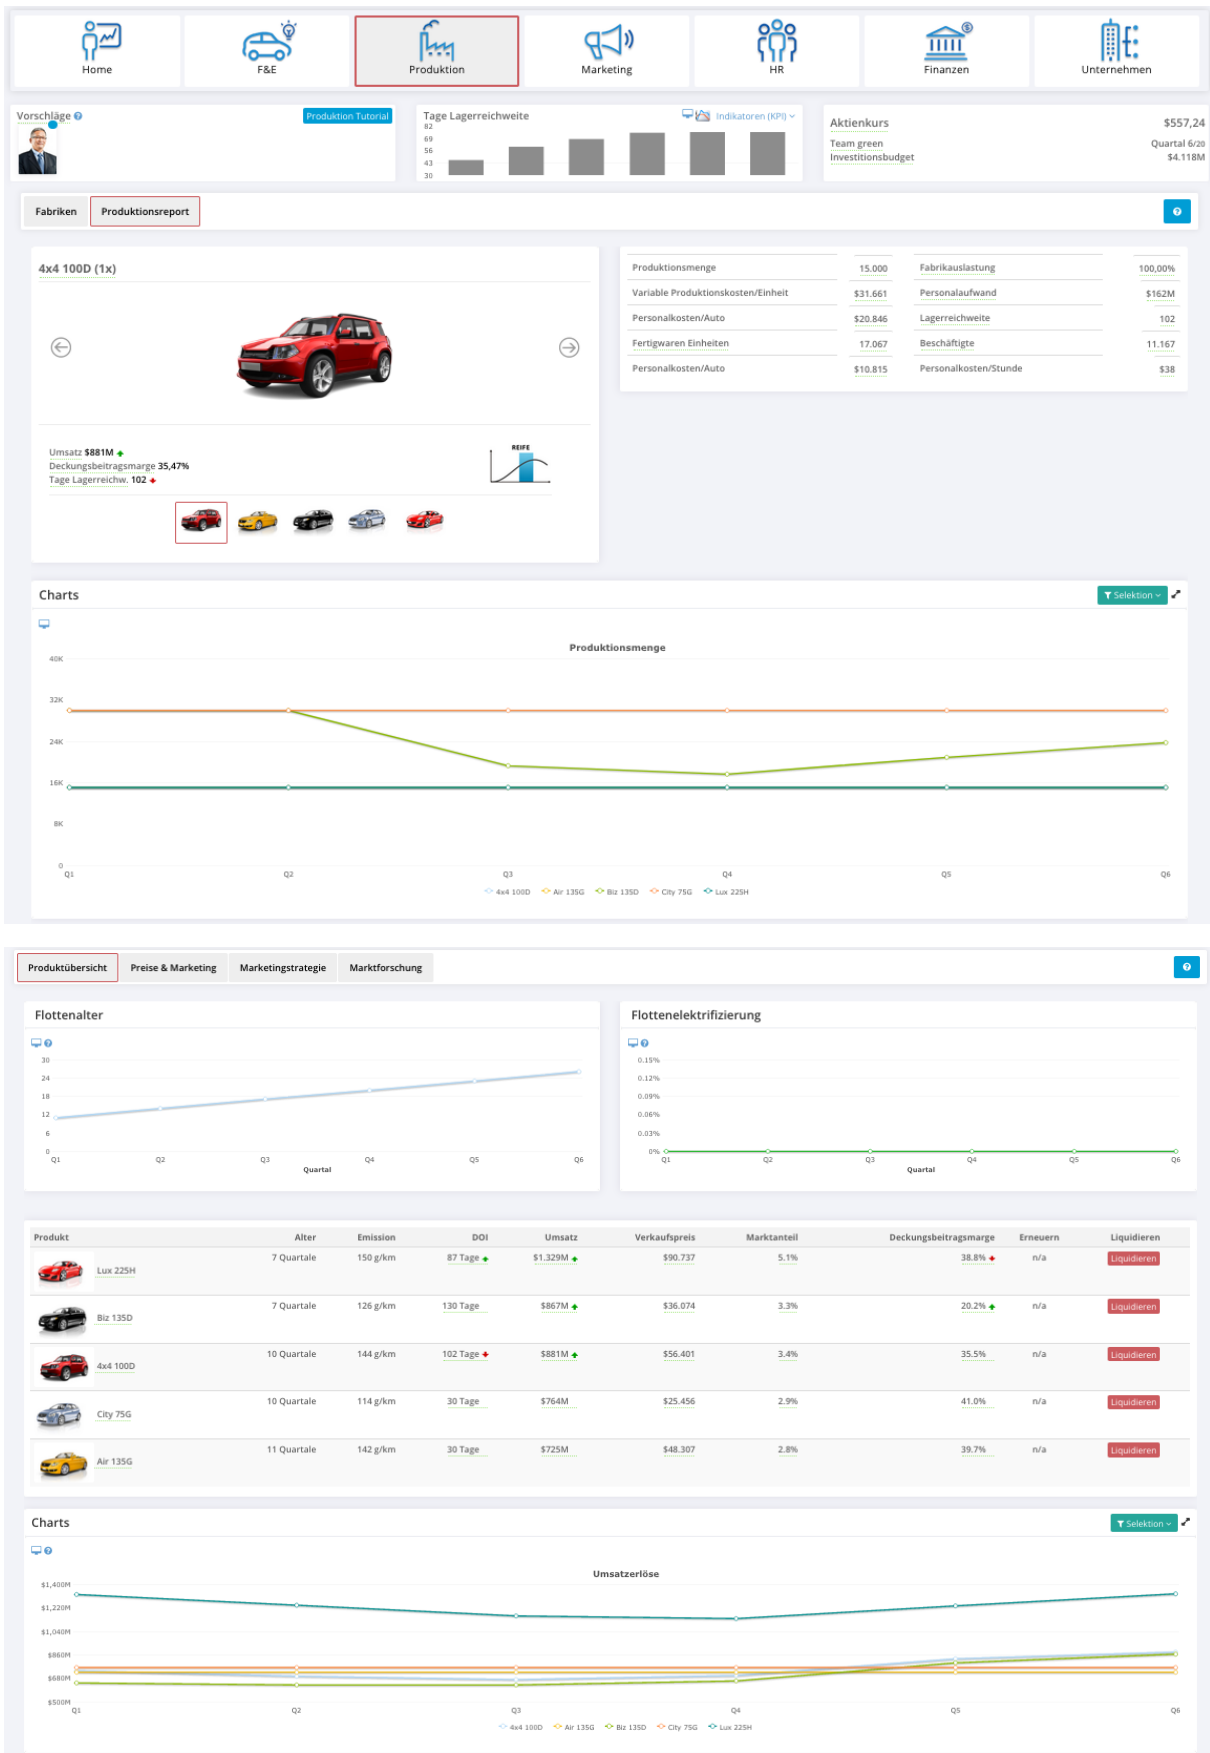 Home
F&E
Produktion
Marketing
HR
Finanzen
Unternehmen
Vorschläge
Produktion Tutorial
Tage Lagerreichweite
Indikatoren (KPI)
82
69
56
43
30
Aktienkurs $557,24
Team green Quartal 6/20
Investitionsbudget $4.118M
Fabriken Produktionsreport
4x4 100D (1x)
Umsatz $881M
Deckungsbeitragsmarge 35,47%
Tage Lagerreichw. 102
REIFE
Produktionsmenge 15.000 Fabrikauslastung 100,00%
Variable Produktionskosten/Einheit $31.661 Personalaufwand $162M
Personalkosten/Auto $20.846 Lagerreichweite 102
Fertigwaren Einheiten 17.067 Beschäftigte 11.167
Personalkosten/Auto $10.815 Personalkosten/Stunde $38
Charts
Selektion
Produktionsmenge
40K
32K
24K
16K
8K
0
Q1 Q2 Q3 Q4 Q5 Q6
4x4 100D Air 135G Biz 135D City 75G Lux 225H
Produktübersicht Preise & Marketing Marketingstrategie Marktforschung
Flottenalter
30
24
18
12
6
0
Q1 Q2 Q3 Q4 Q5 Q6
Quartal
Flottenelektrifizierung
0.15%
0.12%
0.09%
0.06%
0.03%
0%
Q1 Q2 Q3 Q4 Q5 Q6
Quartal
Produkt Alter Emission DOI Umsatz Verkaufspreis Marktanteil Deckungsbeitragsmarge Erneuern Liquidieren
Lux 225H 7 Quartale 150 g/km 87 Tage $1.329M $90.737 5.1% 38.8% n/a Liquidieren
Biz 135D 7 Quartale 126 g/km 130 Tage $867M $36.074 3.3% 20.2% n/a Liquidieren
4x4 100D 10 Quartale 144 g/km 102 Tage $881M $56.401 3.4% 35.5% n/a Liquidieren
City 75G 10 Quartale 114 g/km 30 Tage $764M $25.456 2.9% 41.0% n/a Liquidieren
Air 135G 11 Quartale 142 g/km 30 Tage $725M $48.307 2.8% 39.7% n/a Liquidieren
Charts
Selektion
Umsatzerlöse
$1,400M
$1,220M
$1,040M
$860M
$680M
$500M
Q1 Q2 Q3 Q4 Q5 Q6
4x4 100D Air 135G Biz 135D City 75G Lux 225H